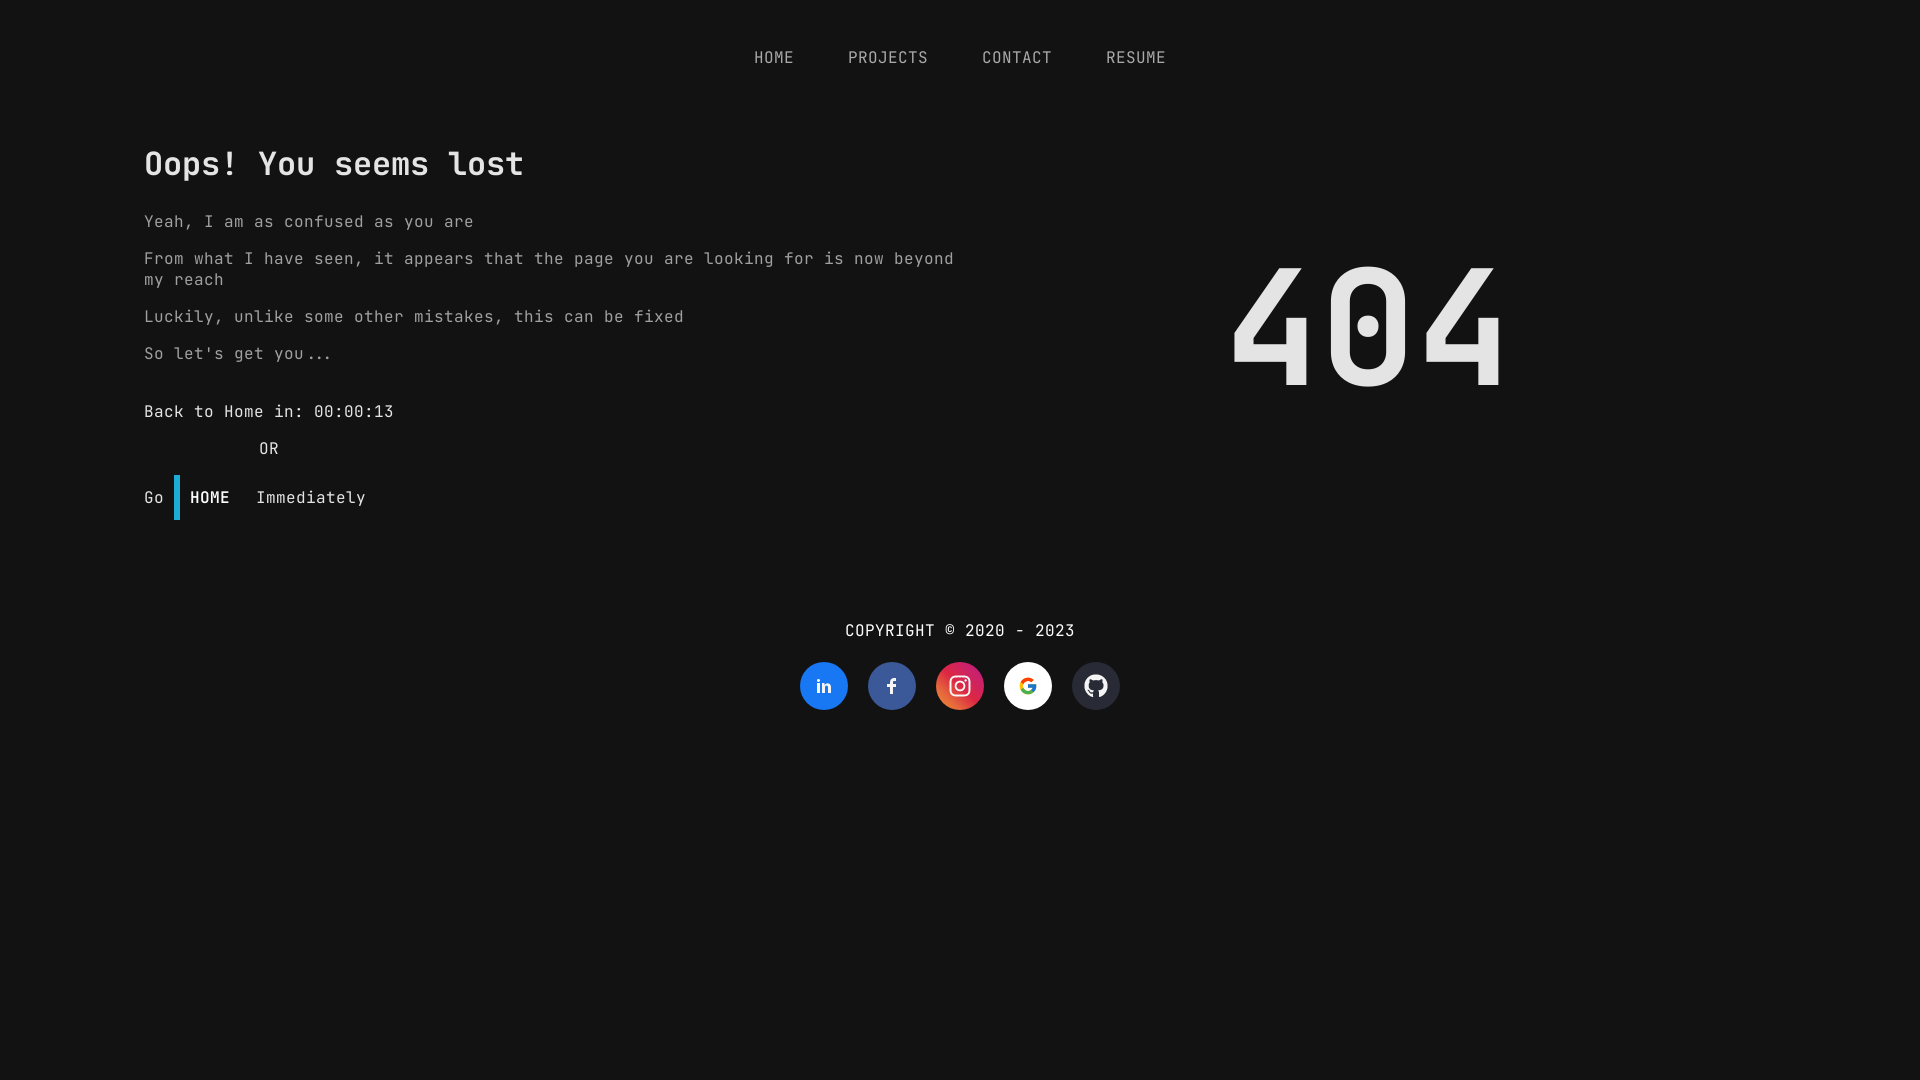 HOME PROJECTS CONTACT RESUME
Oops! You seems lost
Yeah, I am as confused as you are
From what I have seen, it appears that the page you are looking for is now beyond
my reach
Luckily, unlike some other mistakes, this can be fixed
So let's get you...
404
Back to Home in: 00:00:13
OR
Go HOME Immediately
COPYRIGHT © 2020 - 2023
in f G